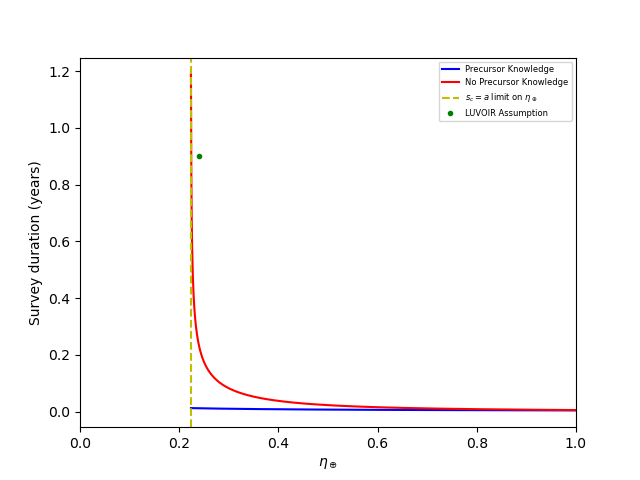 1.2
1.0
0.8
0.6
0.4
0.2
0.0
Survey duration (years)
0.0 0.2 0.4 0.6 0.8 1.0
η⊕
Precursor Knowledge
No Precursor Knowledge
s_c = a limit on η⊕
LUVOIR Assumption